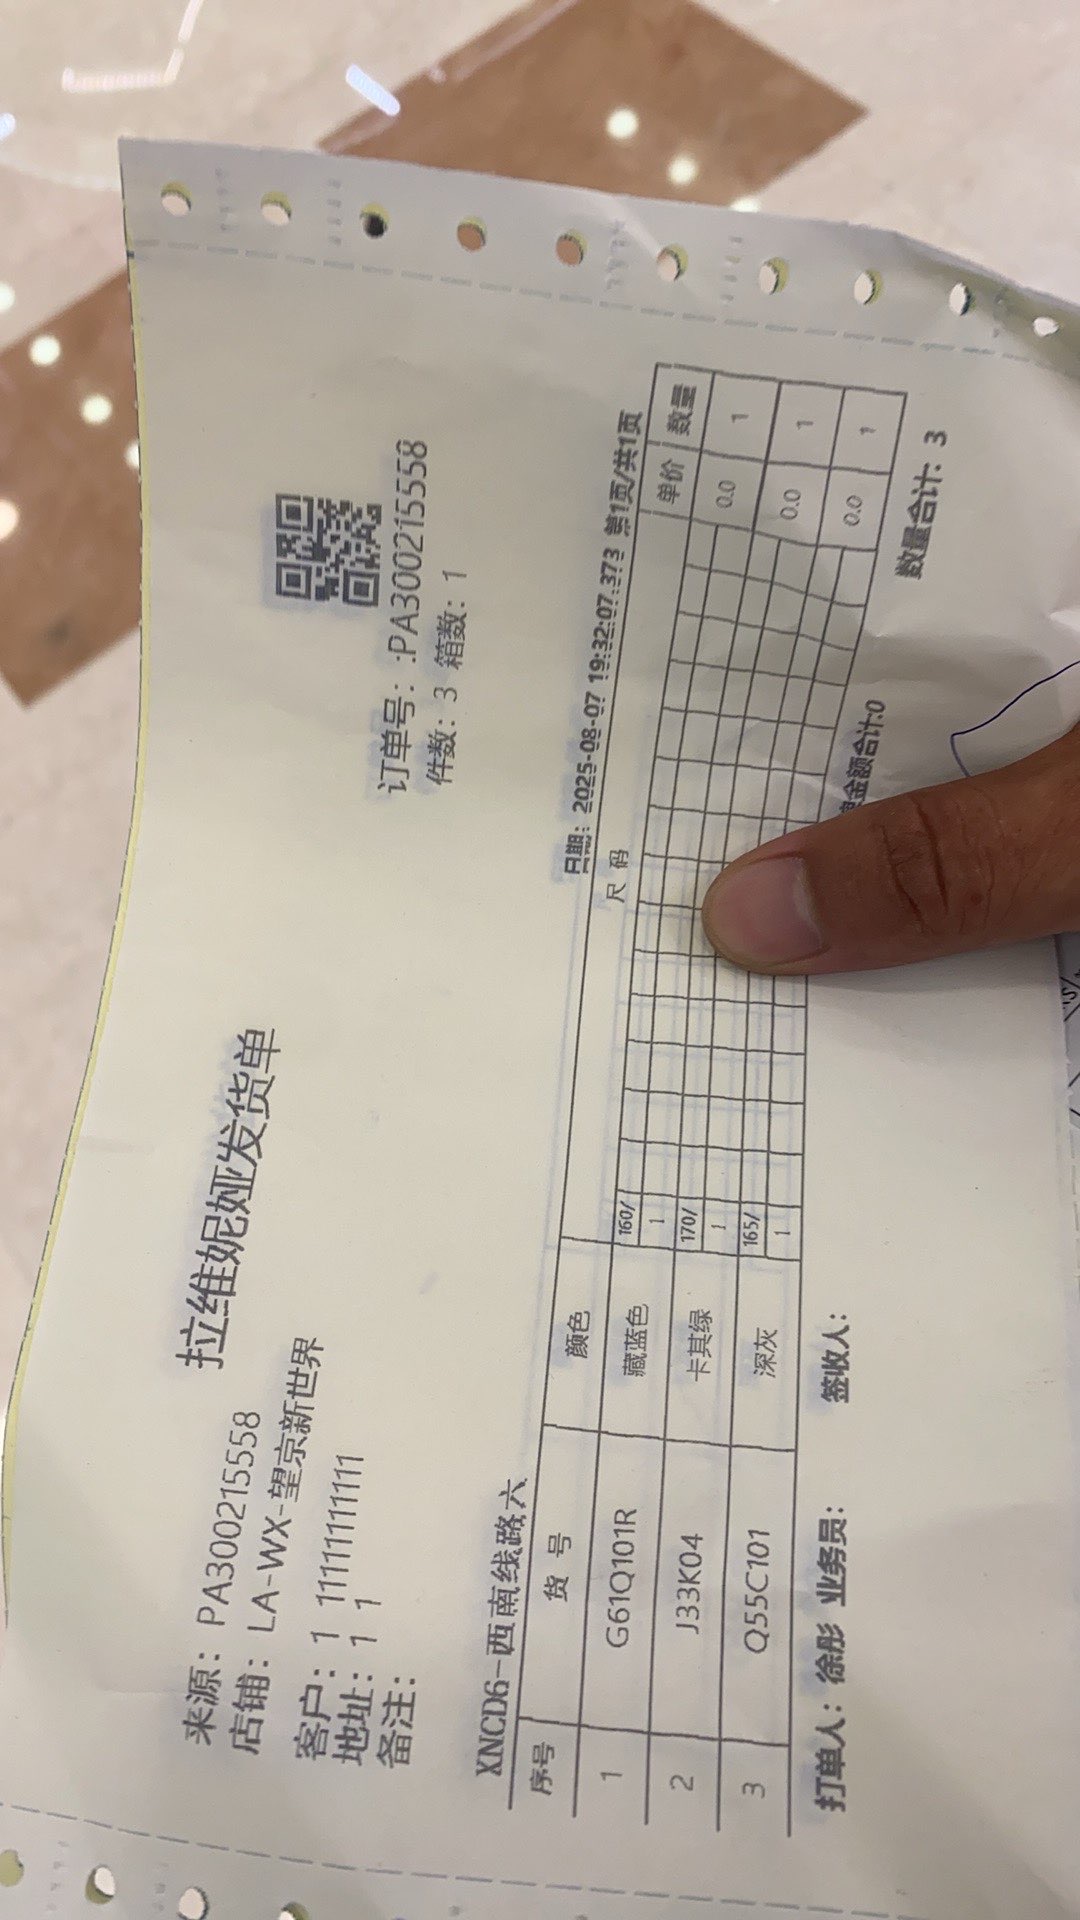 拉维妮娅发货单
来源：PA300215558
店铺：LA-WX-望京新世界
客户：1 11111111111
地址：1 1
备注：
订单号：:PA300215558
件数：3 箱数：1
XNCD6-西南线路六
日期：2025-08-07 19:32:07.373 第1页/共1页
序号 货 号 颜色 尺 码 单价 数量
1 G61Q101R 藏蓝色 160/ 0.0 1
1
2 J33K04 卡其绿 170/ 0.0 1
1
3 Q55C101 深灰 165/ 0.0 1
1
金额合计:0 数量合计：3
打单人：徐彤 业务员： 签收人：